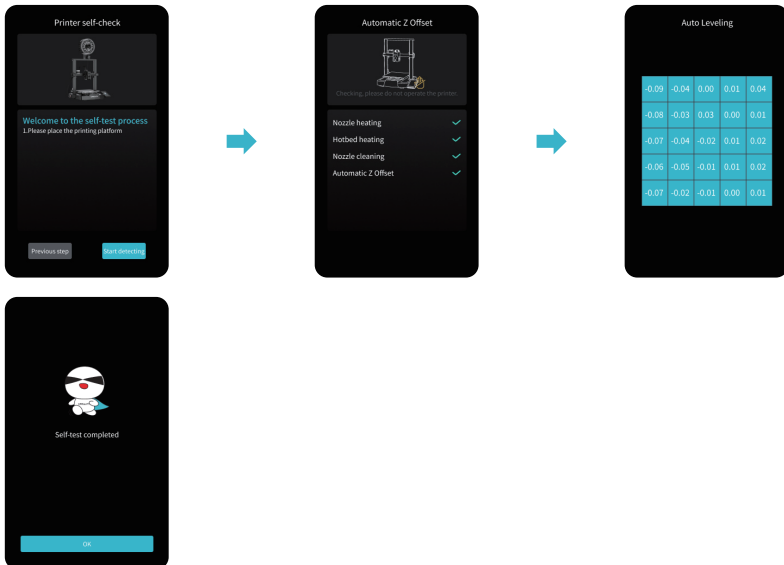 Printer self-check
Welcome to the self-test process
1.Please place the printing platform
Previous step
Start detecting
Automatic Z Offset
Checking, please do not operate the printer.
Nozzle heating
Hotbed heating
Nozzle cleaning
Automatic Z Offset
Auto Leveling
-0.09 -0.04 0.00 0.01 0.04
-0.08 -0.03 0.03 0.00 0.01
-0.07 -0.04 -0.02 0.01 0.02
-0.06 -0.05 -0.01 0.01 0.02
-0.07 -0.02 -0.01 0.00 0.01
Self-test completed
OK